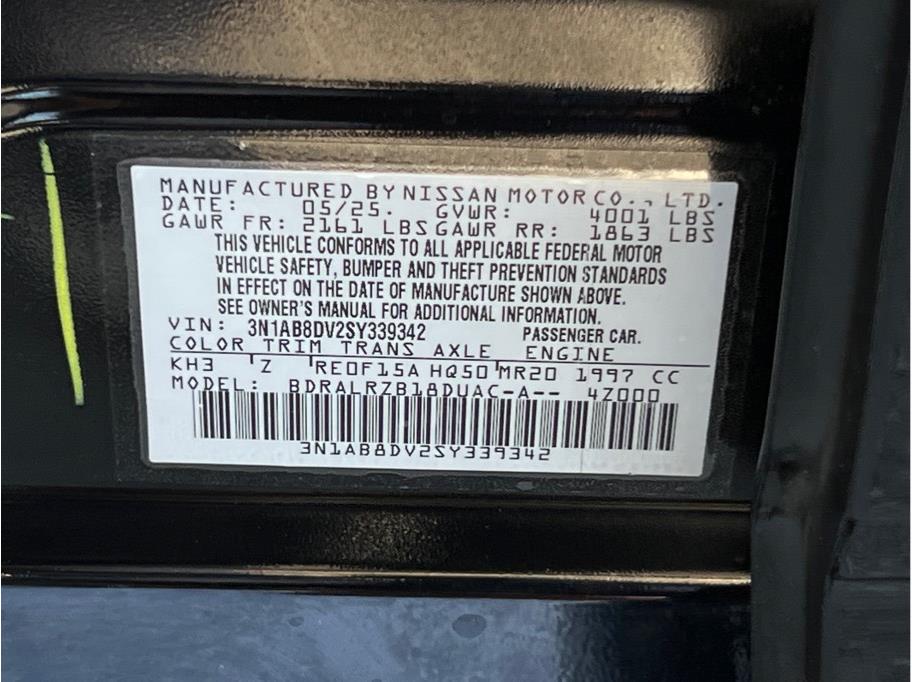 MANUFACTURED BY NISSAN MOTOR CO., LTD.
DATE: 05/25. GVWR: 4001 LBS
GAWR FR: 2161 LBS GAWR RR: 1863 LBS
THIS VEHICLE CONFORMS TO ALL APPLICABLE FEDERAL MOTOR
VEHICLE SAFETY, BUMPER AND THEFT PREVENTION STANDARDS
IN EFFECT ON THE DATE OF MANUFACTURE SHOWN ABOVE.
SEE OWNER'S MANUAL FOR ADDITIONAL INFORMATION.
VIN: 3N1AB8DV2SY339342 PASSENGER CAR.
COLOR TRIM TRANS AXLE ENGINE
KH3 Z RE0F15A HQ50 MR20 1997 CC
MODEL: BDRALRZB18DUAC-A-- 4Z000
3N1AB8DV2SY339342